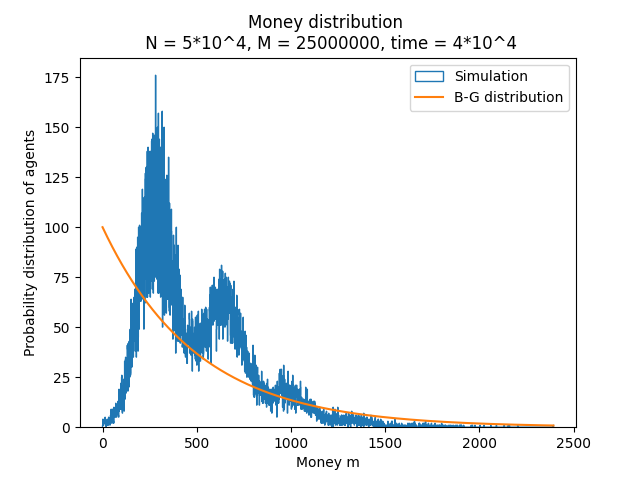 Money distribution
N = 5*10^4, M = 25000000, time = 4*10^4
Simulation
B-G distribution
Probability distribution of agents
175
150
125
100
75
50
25
0
0 500 1000 1500 2000 2500
Money m